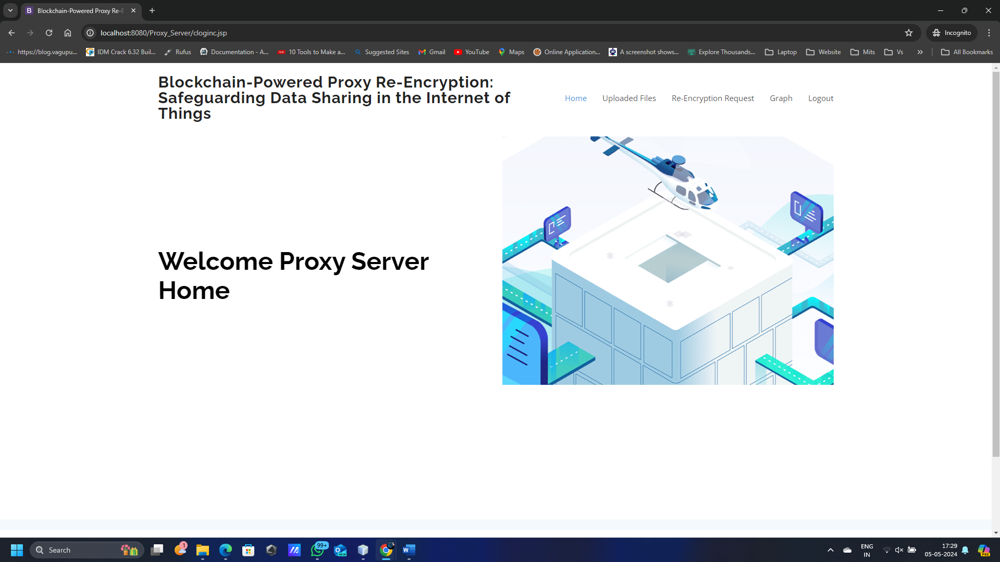 Blockchain-Powered Proxy Re-E
localhost:8080/Proxy_Server/cloginc.jsp
Incognito
https://blog.vagupu...
IDM Crack 6.32 Buil...
Rufus
Documentation - A...
10 Tools to Make a...
Suggested Sites
Gmail
YouTube
Maps
Online Application...
A screenshot shows...
Explore Thousands...
Laptop
Website
Mits
Vs
All Bookmarks
Blockchain-Powered Proxy Re-Encryption:
Safeguarding Data Sharing in the Internet of
Things
Home
Uploaded Files
Re-Encryption Request
Graph
Logout
Welcome Proxy Server
Home
Search
1
99+
NEW
ENG
IN
17:29
05-05-2024
PRE